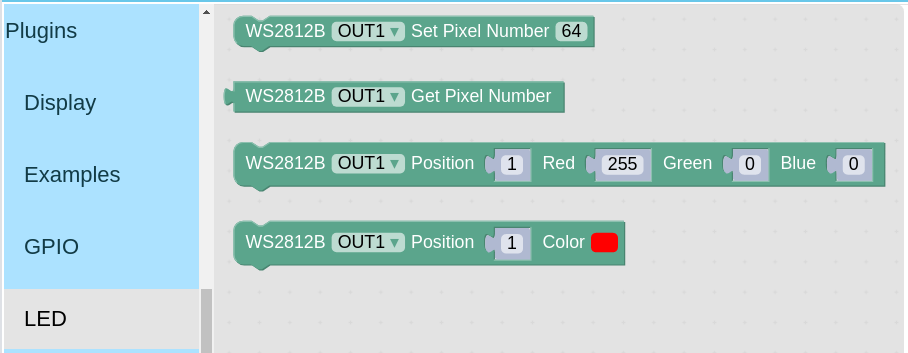 Plugins
Display
Examples
GPIO
LED
WS2812B OUT1 ▾ Set Pixel Number 64
WS2812B OUT1 ▾ Get Pixel Number
WS2812B OUT1 ▾ Position 1 Red 255 Green 0 Blue 0
WS2812B OUT1 ▾ Position 1 Color